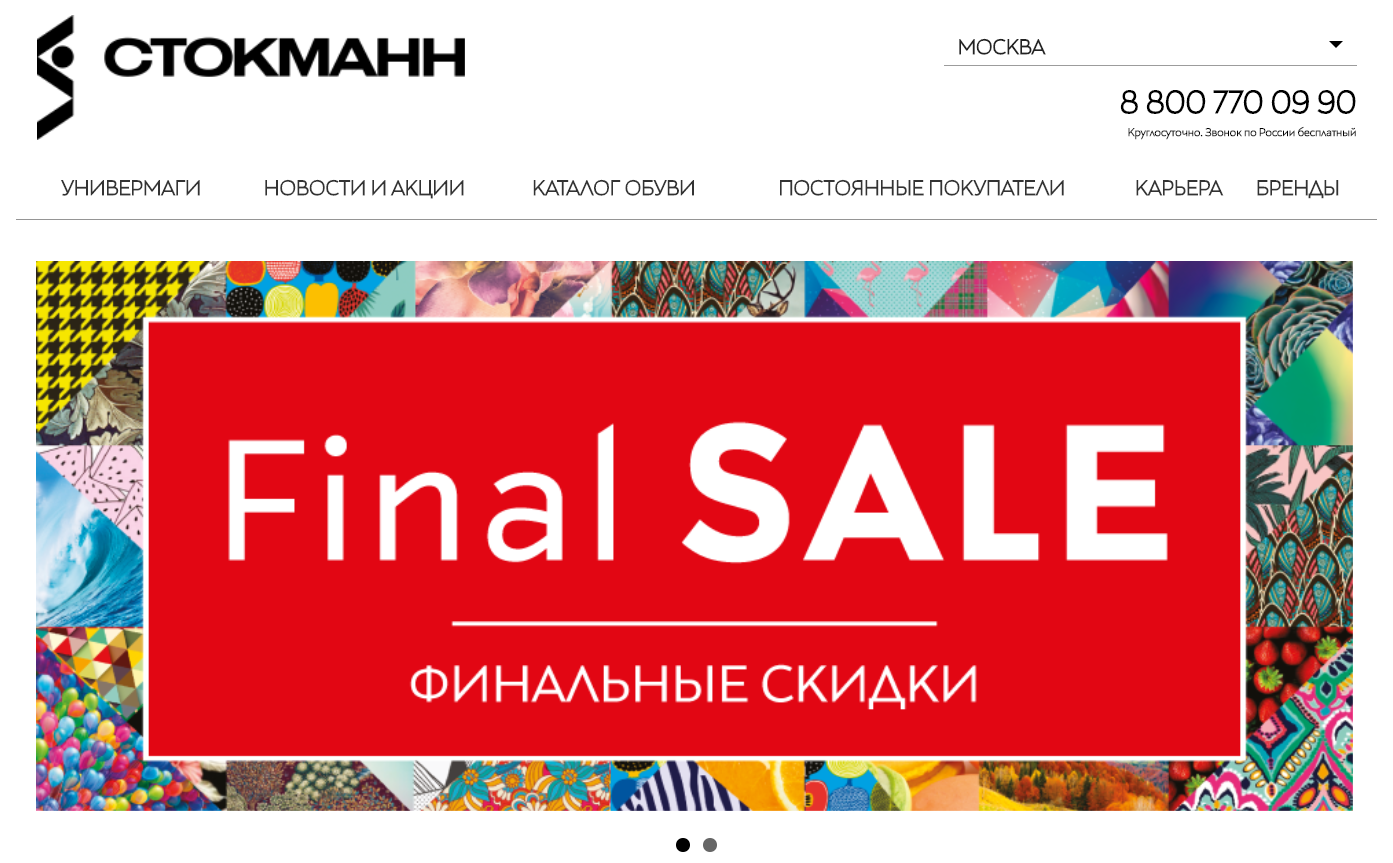 СТОКМАНН
МОСКВА
8 800 770 09 90
Круглосуточно. Звонок по России бесплатный
УНИВЕРМАГИ НОВОСТИ И АКЦИИ КАТАЛОГ ОБУВИ ПОСТОЯННЫЕ ПОКУПАТЕЛИ КАРЬЕРА БРЕНДЫ
Final SALE
ФИНАЛЬНЫЕ СКИДКИ